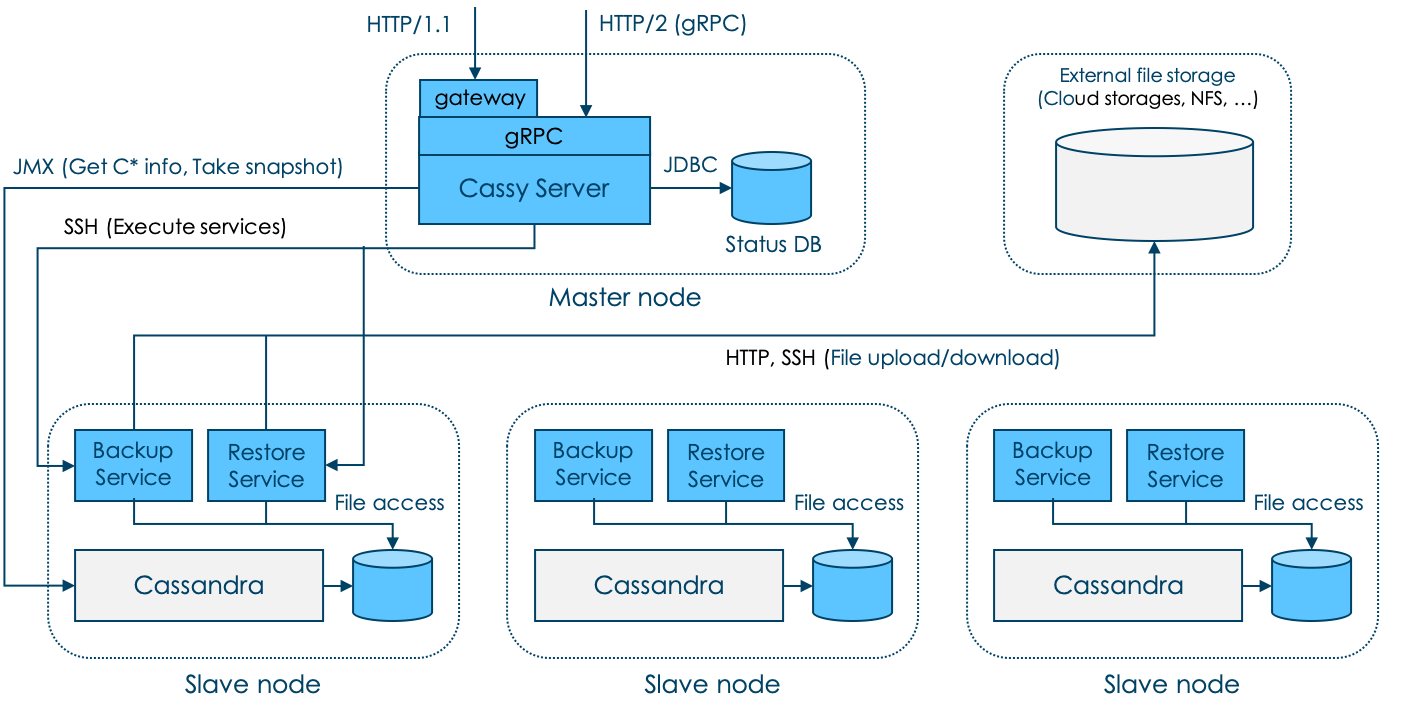 HTTP/1.1
HTTP/2 (gRPC)
gateway
gRPC
Cassy Server
JDBC
Status DB
Master node
External file storage
(Cloud storages, NFS, ...)
JMX (Get C* info, Take snapshot)
SSH (Execute services)
HTTP, SSH (File upload/download)
Backup
Service
Restore
Service
File access
Cassandra
Slave node
Backup
Service
Restore
Service
File access
Cassandra
Slave node
Backup
Service
Restore
Service
File access
Cassandra
Slave node